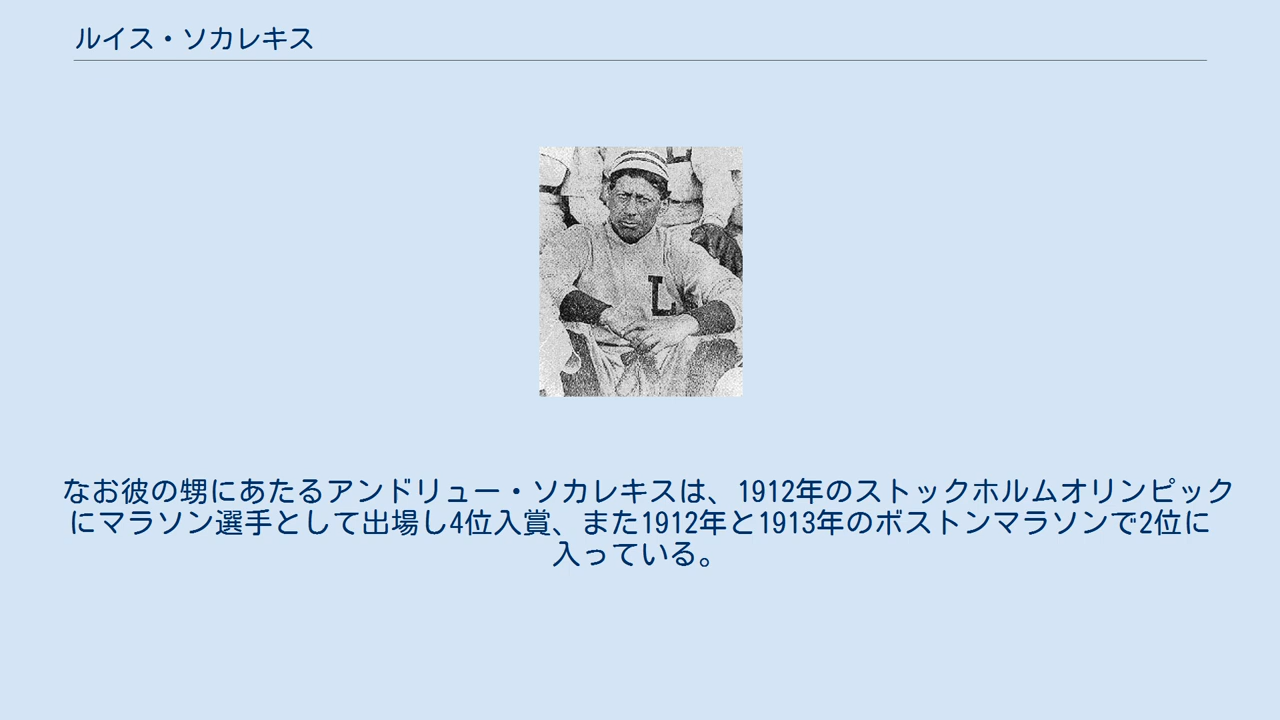 ルイス・ソカレキス
L
なお彼の甥にあたるアンドリュー・ソカレキスは、1912年のストックホルムオリンピック
にマラソン選手として出場し4位入賞、また1912年と1913年のボストンマラソンで2位に
入っている。